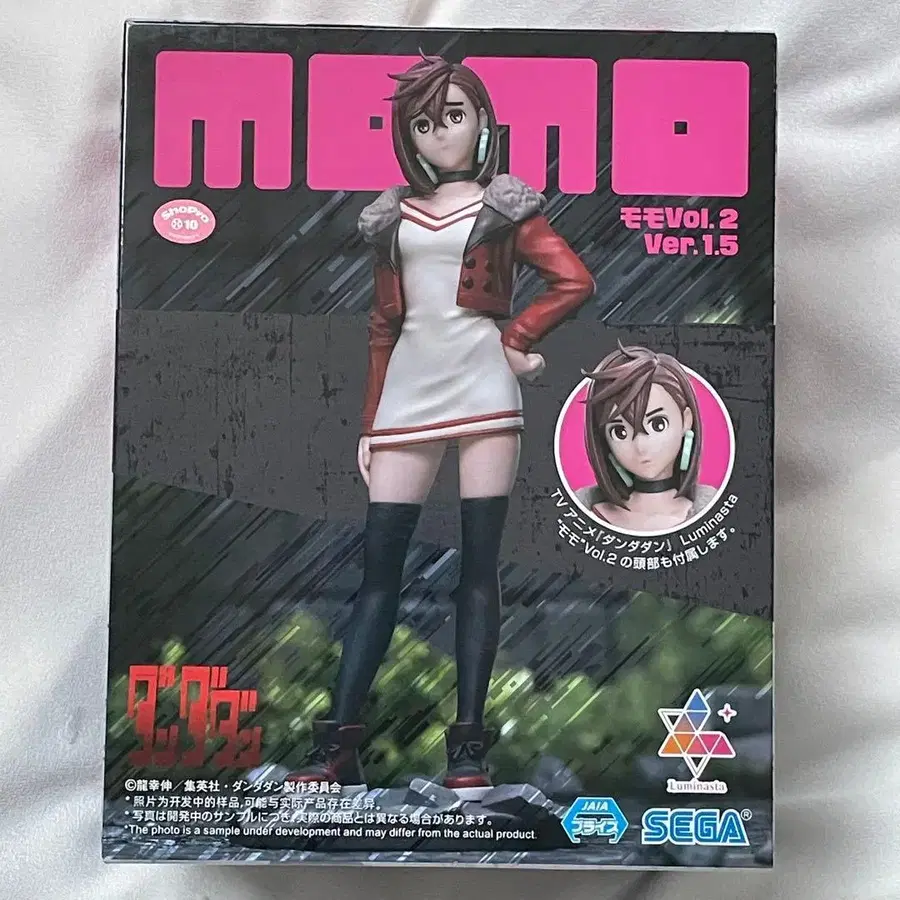 momo
ShoPro
10
モモVol. 2
Ver. 1.5
TVアニメ「ダンダダン」 Luminasta
"モモ"Vol.2 の頭部も付属します。
ダンダダン
©龍幸伸／集英社・ダンダダン製作委員会
* 照片为开发中的样品,可能与实际产品存在差异。
* 写真は開発中のサンプルにつき、実際の商品とは異なる場合があります。
*The photo is a sample under development and may differ from the actual product.
Luminasta
JAIA
プライズ
SEGA®